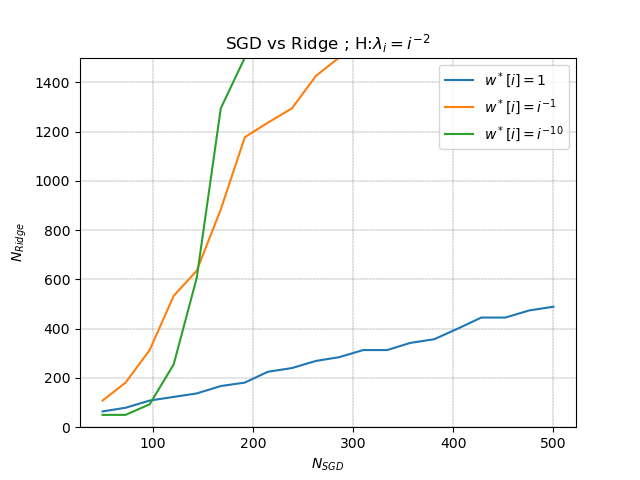 SGD vs Ridge ; H:λᵢ = i⁻²
w*[i] = 1
w*[i] = i⁻¹
w*[i] = i⁻¹⁰
N_Ridge
1400
1200
1000
800
600
400
200
0
100 200 300 400 500
N_SGD